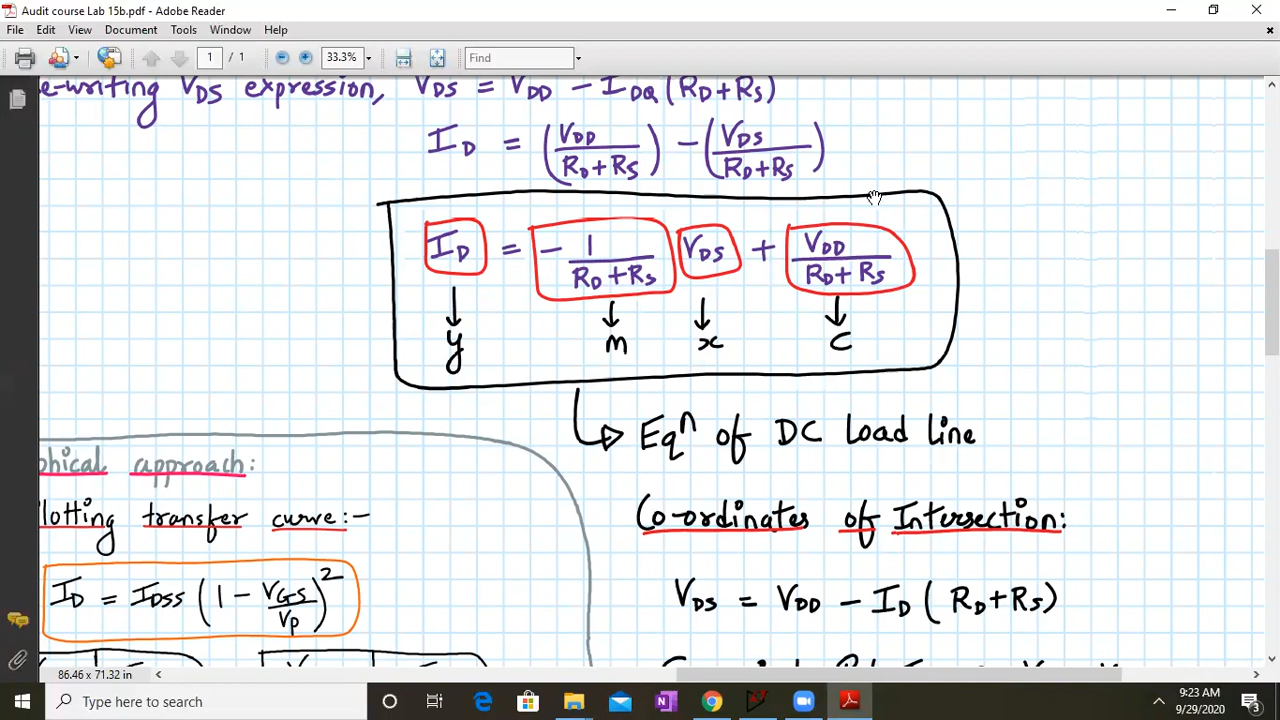 Audit course Lab 15b.pdf - Adobe Reader
File Edit View Document Tools Window Help
1 / 1 33.3% Find
e-writing VDS expression, VDS = VDD - IDQ (RD+RS)
ID = (VDD / RD+RS) - (VDS / RD+RS)
ID = - 1 / RD+RS VDS + VDD / RD+RS
y m x c
Eqn of DC Load line
phical approach:
lotting transfer curve:-
ID = IDSS (1 - VGS / VP)2
Co-ordinates of Intersection:
VDS = VDD - ID (RD+RS)
86.46 x 71.32 in
Type here to search
9:23 AM
9/29/2020
3